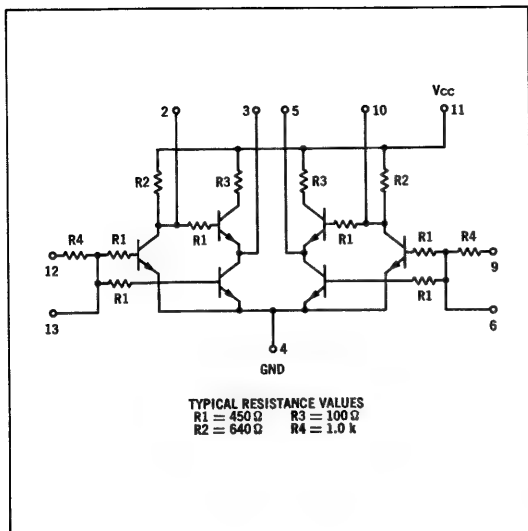 Vcc
2 3 5 10 11
R2 R3 R3 R2
R1 R1
R4 R1 R1 R4
12 9
R1 R1
13 6
4
GND
TYPICAL RESISTANCE VALUES
R1 = 450 Ω R3 = 100 Ω
R2 = 640 Ω R4 = 1.0 k